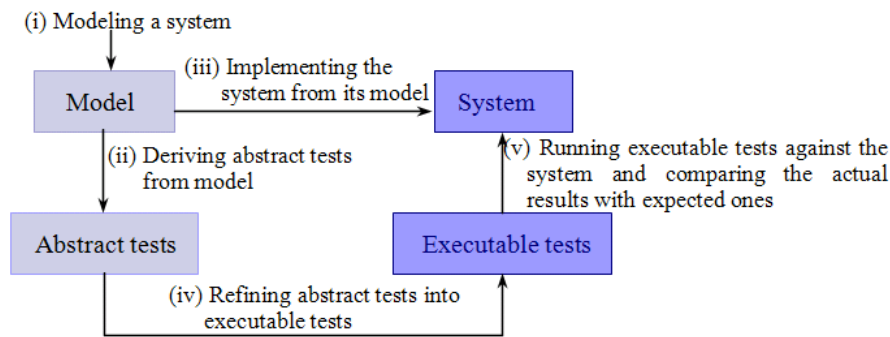 (i) Modeling a system
(iii) Implementing the
system from its model
Model
System
(ii) Deriving abstract tests
from model
(v) Running executable tests against the
system and comparing the actual
results with expected ones
Abstract tests
Executable tests
(iv) Refining abstract tests into
executable tests